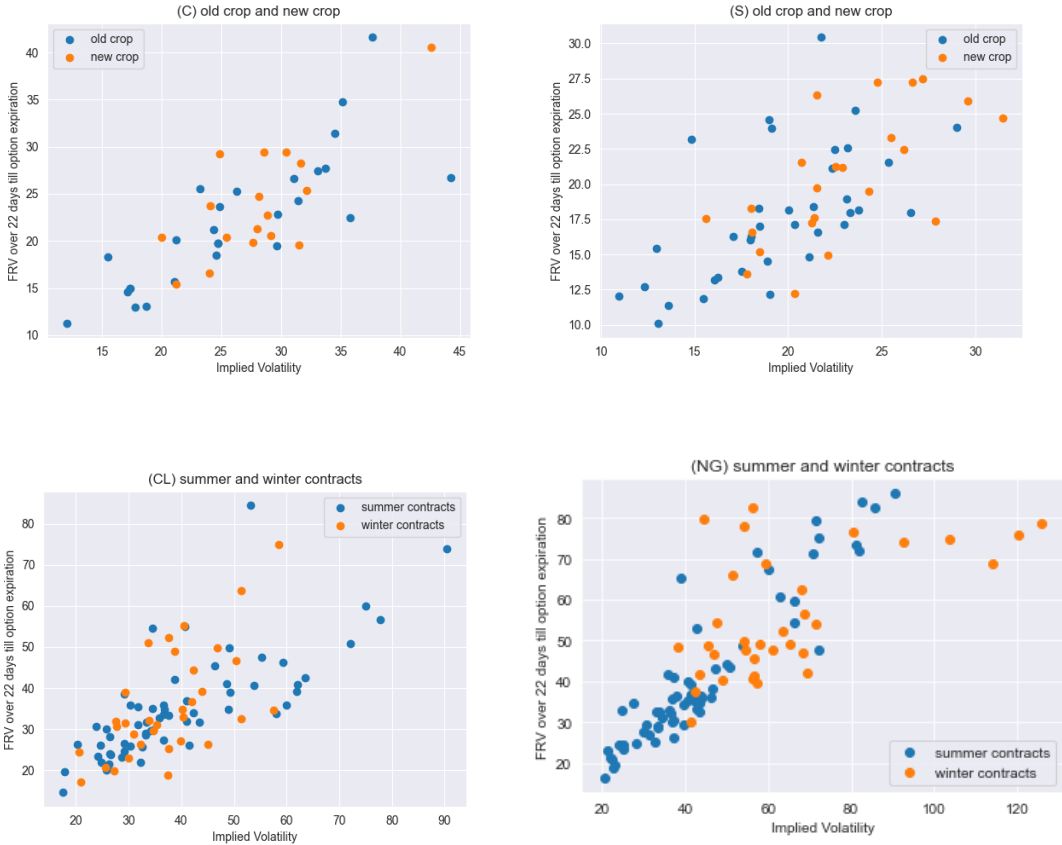 (C) old crop and new crop
old crop
new crop
40
35
30
25
20
15
10
FRV over 22 days till option expiration
15 20 25 30 35 40 45
Implied Volatility
(S) old crop and new crop
old crop
new crop
30.0
27.5
25.0
22.5
20.0
17.5
15.0
12.5
10.0
FRV over 22 days till option expiration
10 15 20 25 30
Implied Volatility
(CL) summer and winter contracts
summer contracts
winter contracts
80
70
60
50
40
30
20
FRV over 22 days till option expiration
20 30 40 50 60 70 80 90
Implied Volatility
(NG) summer and winter contracts
80
70
60
50
40
30
20
FRV over 22 days till option expiration
summer contracts
winter contracts
20 40 60 80 100 120
Implied Volatility